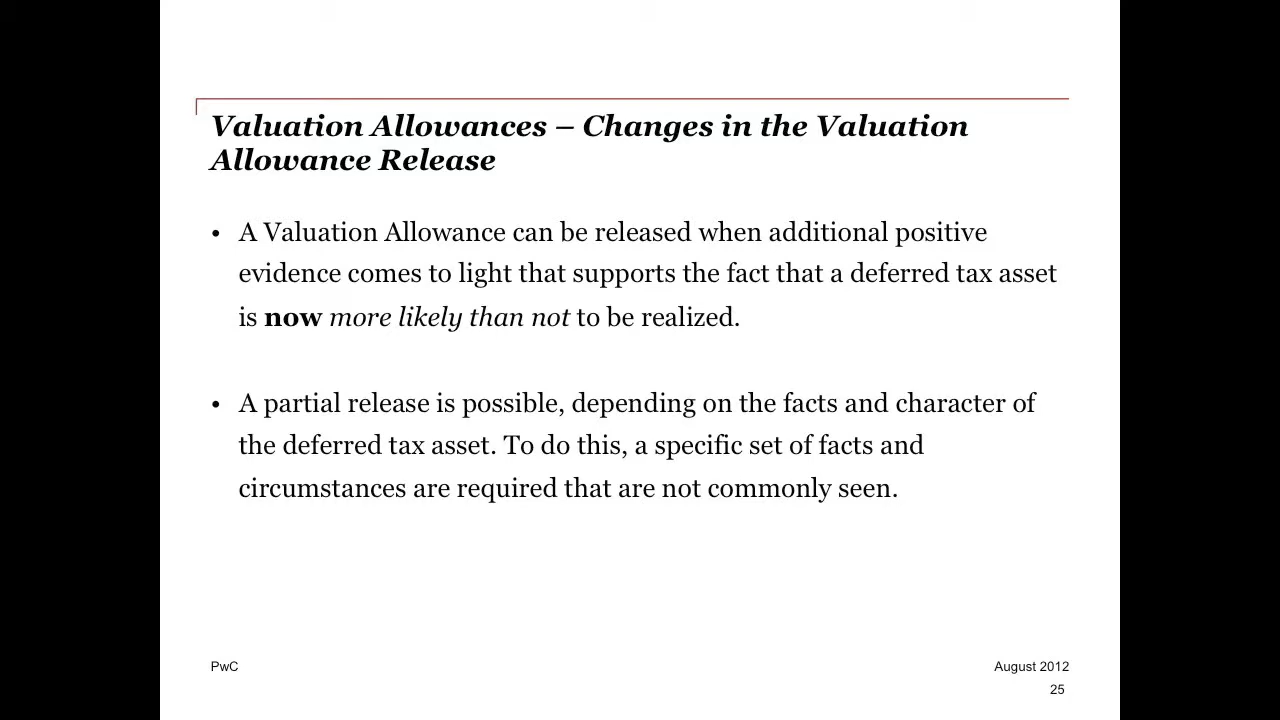 Valuation Allowances – Changes in the Valuation
Allowance Release
• A Valuation Allowance can be released when additional positive
evidence comes to light that supports the fact that a deferred tax asset
is now more likely than not to be realized.
• A partial release is possible, depending on the facts and character of
the deferred tax asset. To do this, a specific set of facts and
circumstances are required that are not commonly seen.
PwC
August 2012
25